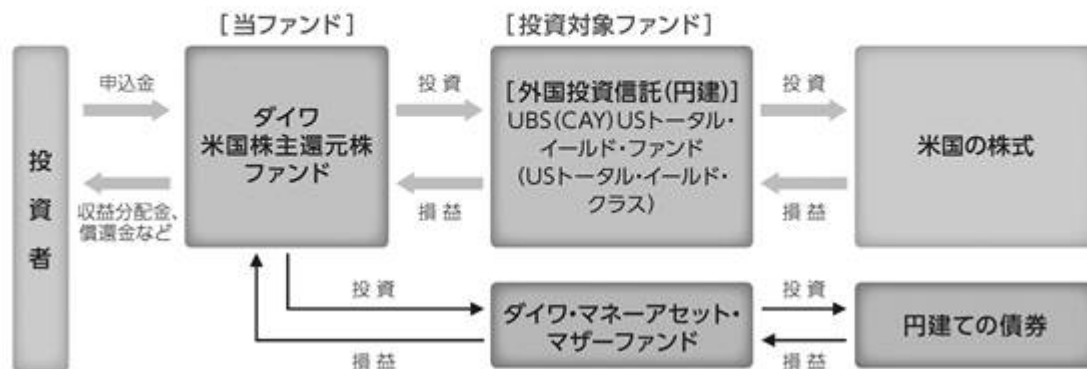 [当ファンド]
[投資対象ファンド]
投資者
申込金
収益分配金、
償還金など
ダイワ
米国株主還元株
ファンド
投資
損益
[外国投資信託(円建)]
UBS(CAY)USトータル・
イールド・ファンド
(USトータル・イールド・
クラス)
投資
損益
米国の株式
投資
損益
ダイワ・マネーアセット・
マザーファンド
投資
損益
円建ての債券